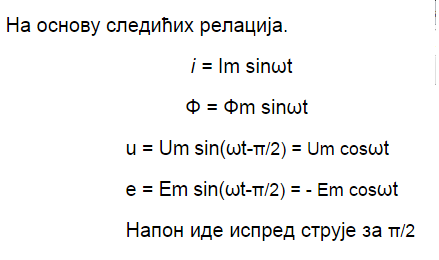 На основу следићих релација.
i = Im sinωt
Φ = Φm sinωt
u = Um sin(ωt-π/2) = Um cosωt
e = Em sin(ωt-π/2) = - Em cosωt
Напон иде испред струје за π/2